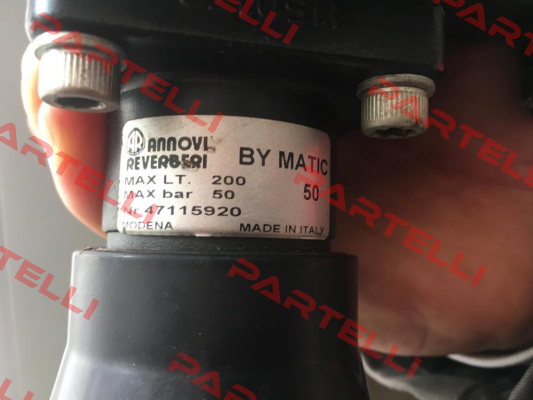 ANNOVI
REVERBERI
BY MATIC
MAX LT. 200
50
MAX bar 50
Nr. 47115920
MODENA
MADE IN ITALY
PARTELLI
PARTELLI
PARTELLI
PARTELLI
PARTELLI
PARTELLI